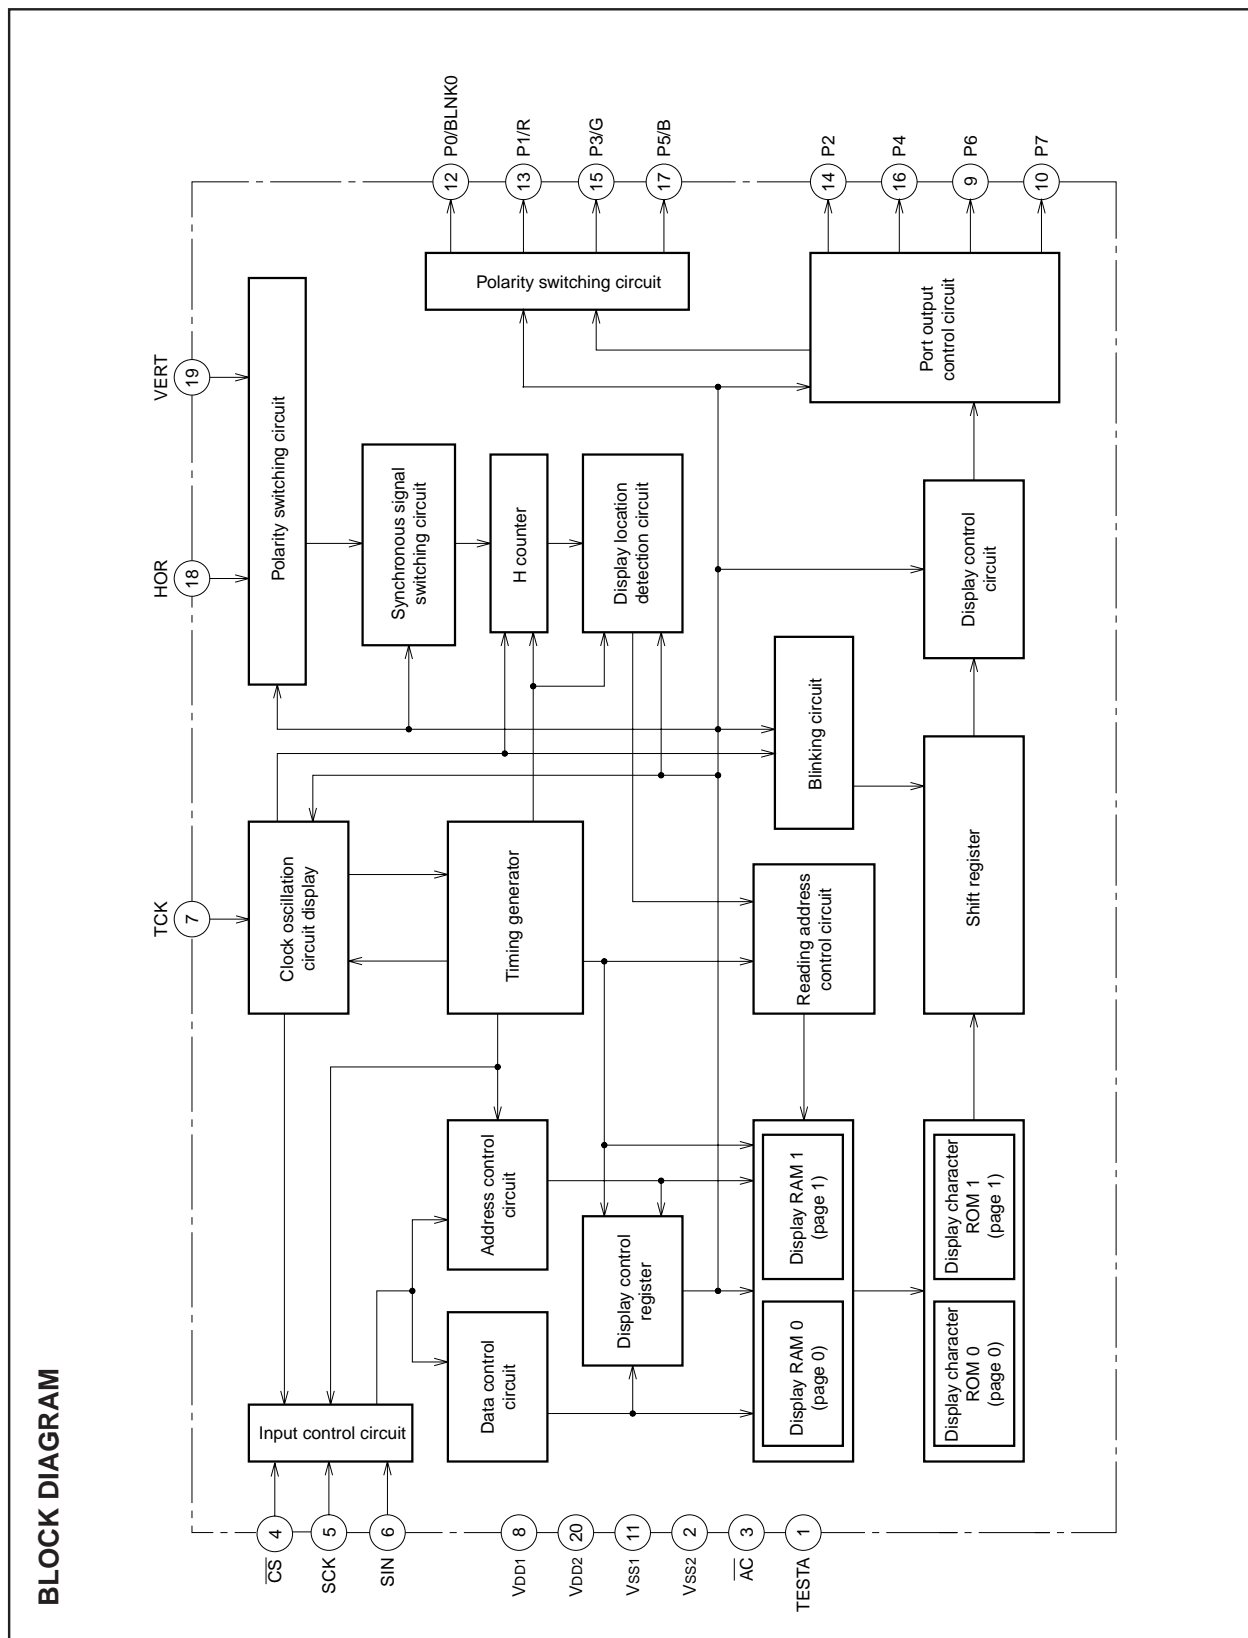 BLOCK DIAGRAM
TCK
7
HOR
18
VERT
19
CS
4
SCK
5
SIN
6
VDD1
8
VDD2
20
VSS1
11
VSS2
2
AC
3
TESTA
1
Input control circuit
Clock oscillation
circuit display
Polarity switching circuit
Data control
circuit
Address control
circuit
Timing generator
Synchronous signal
switching circuit
H counter
Display location
detection circuit
Display control
register
Display RAM 0
(page 0)
Display RAM 1
(page 1)
Reading address
control circuit
Blinking circuit
Display character
ROM 0
(page 0)
Display character
ROM 1
(page 1)
Shift register
Display control
circuit
Polarity switching circuit
Port output
control circuit
12
P0/BLNK0
13
P1/R
15
P3/G
17
P5/B
14
P2
16
P4
9
P6
10
P7